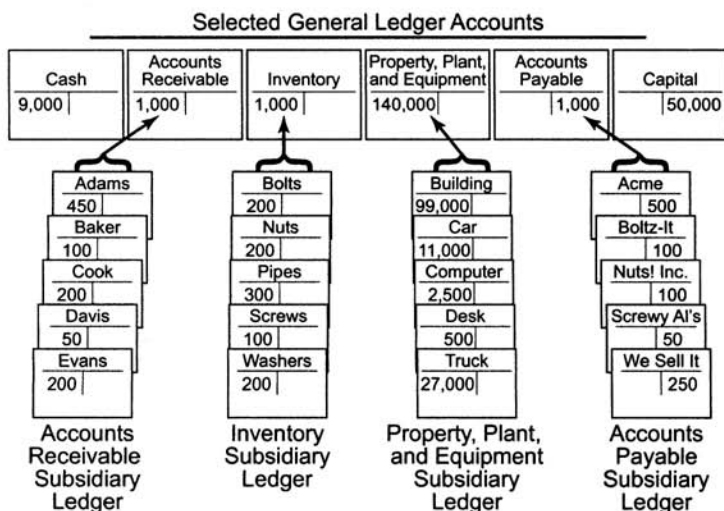 Selected General Ledger Accounts
Cash
9,000
Accounts
Receivable
1,000
Inventory
1,000
Property, Plant,
and Equipment
140,000
Accounts
Payable
1,000
Capital
50,000
Adams
450
Baker
100
Cook
200
Davis
50
Evans
200
Accounts
Receivable
Subsidiary
Ledger
Bolts
200
Nuts
200
Pipes
300
Screws
100
Washers
200
Inventory
Subsidiary
Ledger
Building
99,000
Car
11,000
Computer
2,500
Desk
500
Truck
27,000
Property, Plant,
and Equipment
Subsidiary
Ledger
Acme
500
Boltz-It
100
Nuts! Inc.
100
Screwy Al's
50
We Sell It
250
Accounts
Payable
Subsidiary
Ledger